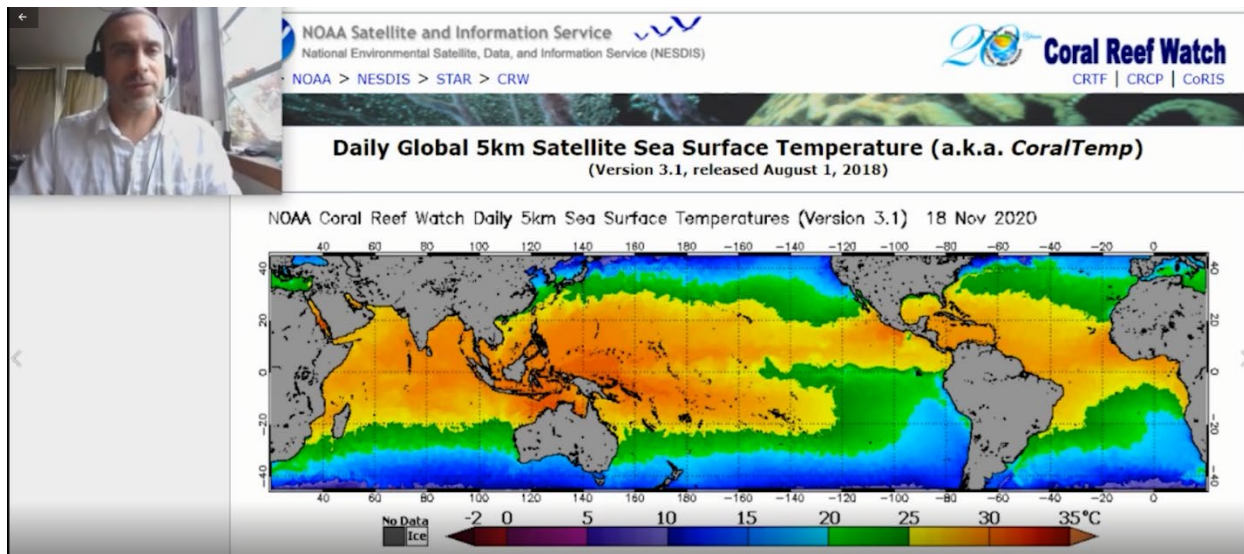 NOAA Satellite and Information Service
National Environmental Satellite, Data, and Information Service (NESDIS)
NOAA > NESDIS > STAR > CRW
20
Coral Reef Watch
CRTF | CRCP | CoRIS
Daily Global 5km Satellite Sea Surface Temperature (a.k.a. CoralTemp)
(Version 3.1, released August 1, 2018)
NOAA Coral Reef Watch Daily 5km Sea Surface Temperatures (Version 3.1) 18 Nov 2020
40 60 80 100 120 140 160 180 -160 -140 -120 -100 -80 -60 -40 -20 0
40 40
20 20
0 0
-20 -20
-40 -40
40 60 80 100 120 140 160 180 -160 -140 -120 -100 -80 -60 -40 -20 0
No Data
Ice
-2 0 5 10 15 20 25 30 35°C